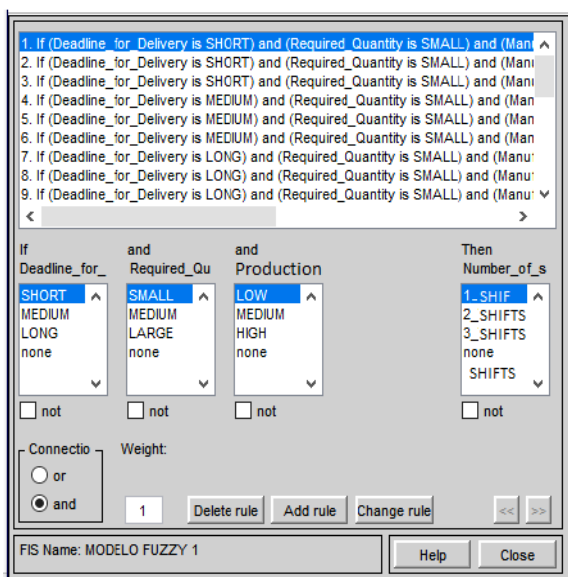 1. If (Deadline_for_Delivery is SHORT) and (Required_Quantity is SMALL) and (Man
2. If (Deadline_for_Delivery is SHORT) and (Required_Quantity is SMALL) and (Man
3. If (Deadline_for_Delivery is SHORT) and (Required_Quantity is SMALL) and (Man
4. If (Deadline_for_Delivery is MEDIUM) and (Required_Quantity is SMALL) and (Mar
5. If (Deadline_for_Delivery is MEDIUM) and (Required_Quantity is SMALL) and (Mar
6. If (Deadline_for_Delivery is MEDIUM) and (Required_Quantity is SMALL) and (Mar
7. If (Deadline_for_Delivery is LONG) and (Required_Quantity is SMALL) and (Manu
8. If (Deadline_for_Delivery is LONG) and (Required_Quantity is SMALL) and (Manu
9. If (Deadline_for_Delivery is LONG) and (Required_Quantity is SMALL) and (Manu
If and and Then
Deadline_for_ Required_Qu Production Number_of_s
SHORT SMALL LOW 1_SHIF
MEDIUM MEDIUM MEDIUM 2_SHIFTS
LONG LARGE HIGH 3_SHIFTS
none none none none
SHIFTS
not not not not
Connectio Weight:
or
and 1 Delete rule Add rule Change rule << >>
FIS Name: MODELO FUZZY 1 Help Close